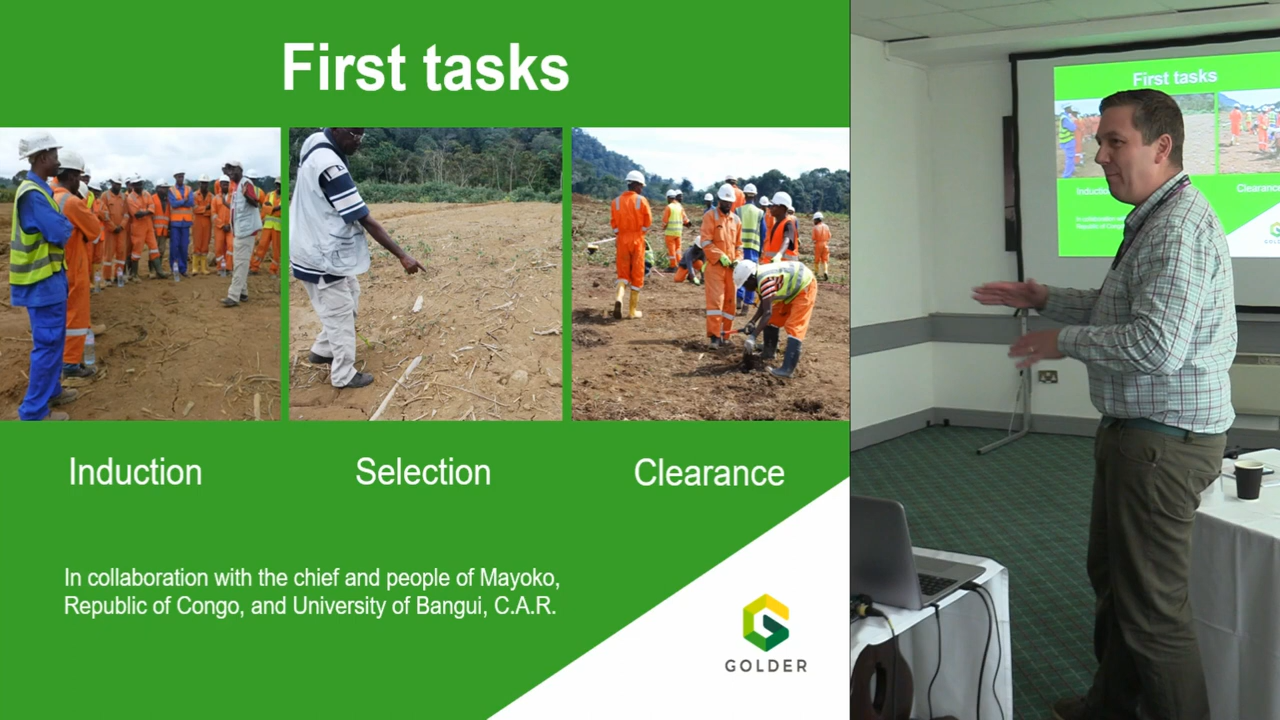 First tasks
Induction
Selection
Clearance
In collaboration with the chief and people of Mayoko,
Republic of Congo, and University of Bangui, C.A.R.
GOLDER
First tasks
Clearance